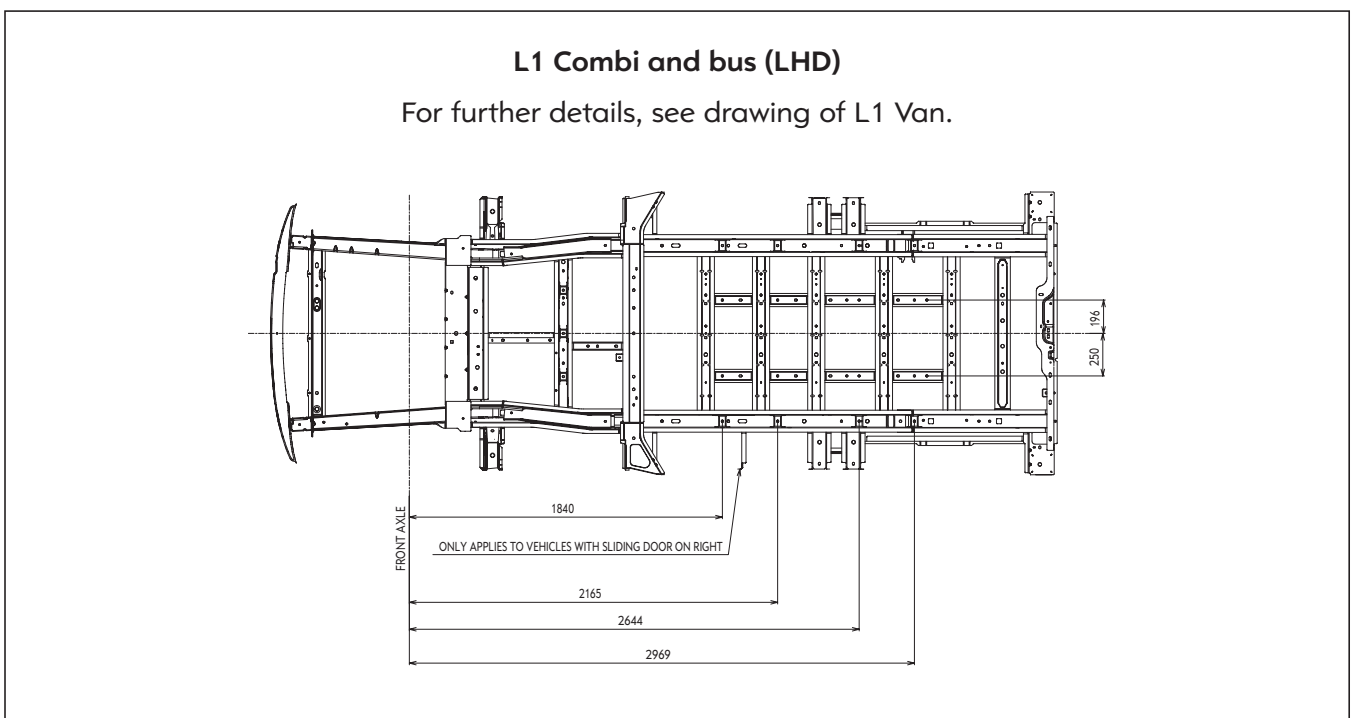 L1 Combi and bus (LHD)
For further details, see drawing of L1 Van.
196
250
FRONT AXLE
1840
ONLY APPLIES TO VEHICLES WITH SLIDING DOOR ON RIGHT
2165
2644
2969